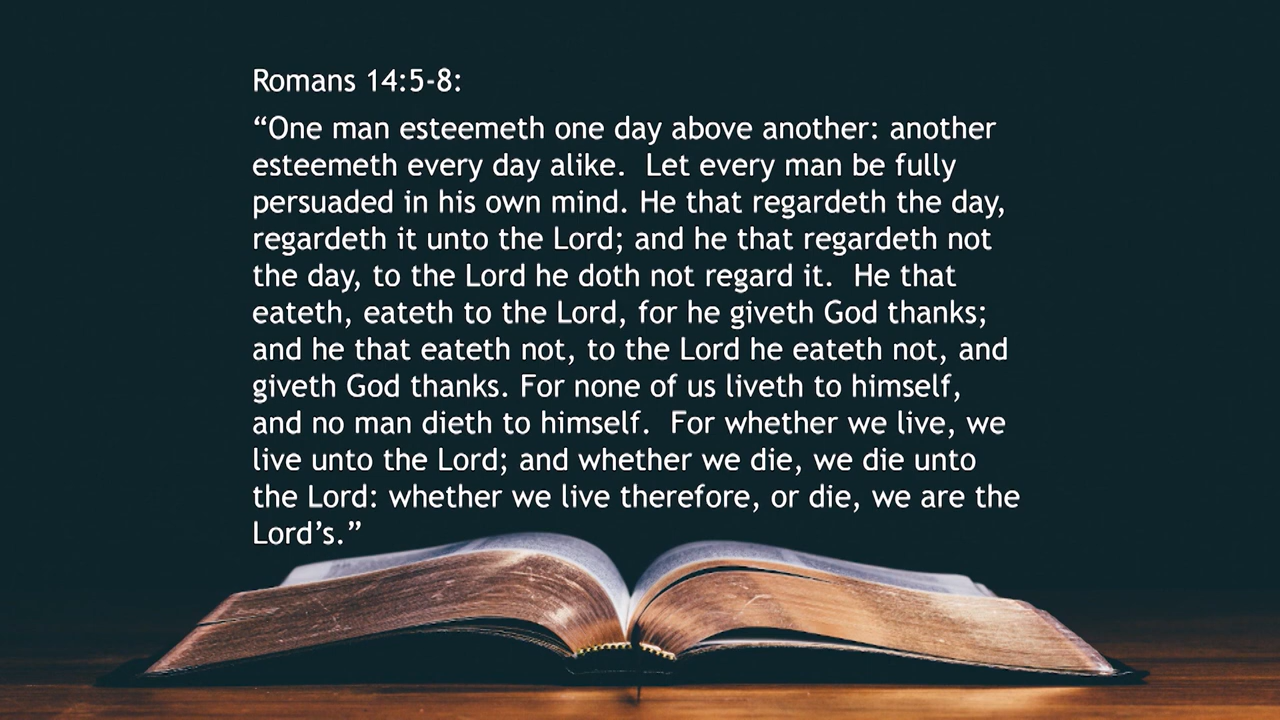 Romans 14:5-8:
“One man esteemeth one day above another: another
esteemeth every day alike.  Let every man be fully
persuaded in his own mind. He that regardeth the day,
regardeth it unto the Lord; and he that regardeth not
the day, to the Lord he doth not regard it.  He that
eateth, eateth to the Lord, for he giveth God thanks;
and he that eateth not, to the Lord he eateth not, and
giveth God thanks. For none of us liveth to himself,
and no man dieth to himself.  For whether we live, we
live unto the Lord; and whether we die, we die unto
the Lord: whether we live therefore, or die, we are the
Lord’s.”